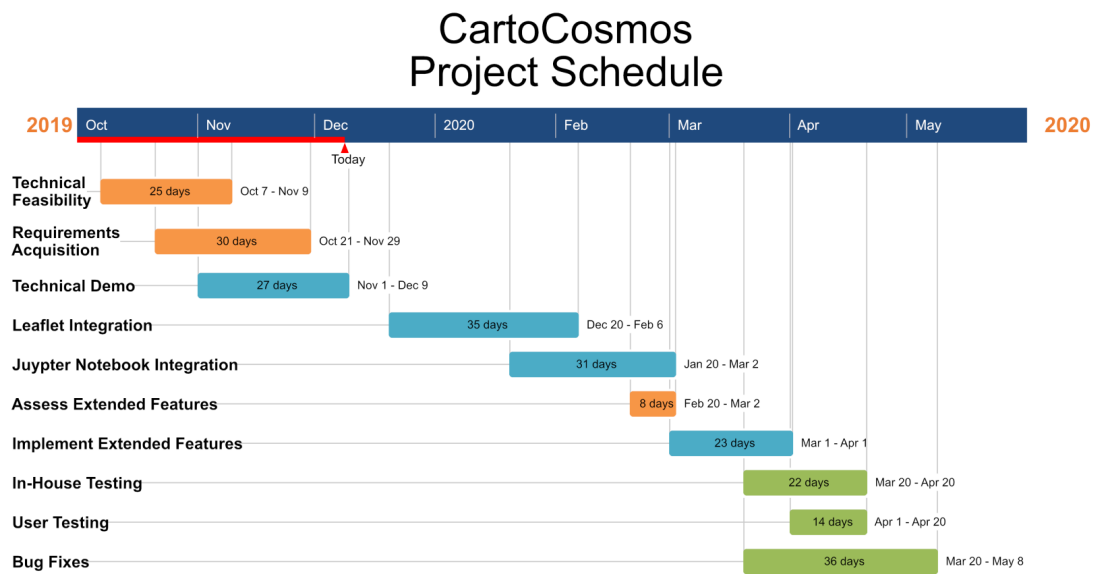 CartoCosmos
Project Schedule
2019 Oct Nov Dec 2020 Feb Mar Apr May 2020
Today
Technical
Feasibility
25 days Oct 7 - Nov 9
Requirements
Acquisition
30 days Oct 21 - Nov 29
Technical Demo 27 days Nov 1 - Dec 9
Leaflet Integration 35 days Dec 20 - Feb 6
Juypter Notebook Integration 31 days Jan 20 - Mar 2
Assess Extended Features 8 days Feb 20 - Mar 2
Implement Extended Features 23 days Mar 1 - Apr 1
In-House Testing 22 days Mar 20 - Apr 20
User Testing 14 days Apr 1 - Apr 20
Bug Fixes 36 days Mar 20 - May 8